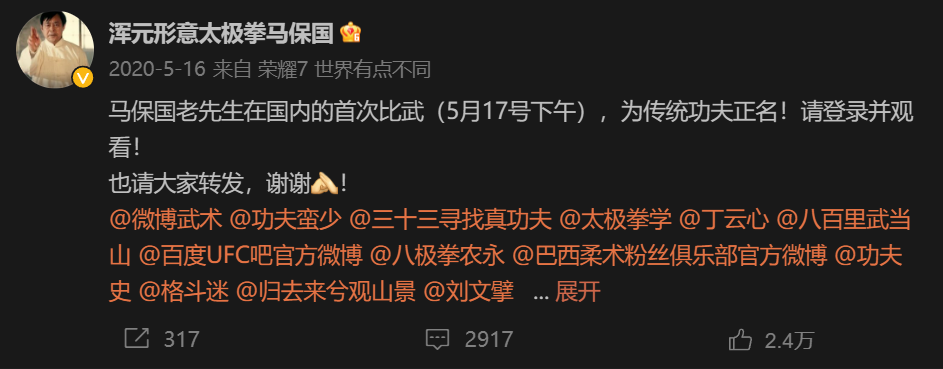 浑元形意太极拳马保国
2020-5-16 来自 荣耀7 世界有点不同
马保国老先生在国内的首次比武（5月17号下午），为传统功夫正名！请登录并观
看！
也请大家转发，谢谢🙏！
@微博武术 @功夫蛮少 @三十三寻找真功夫 @太极拳学 @丁云心 @八百里武当
山 @百度UFC吧官方微博 @八极拳农永 @巴西柔术粉丝俱乐部官方微博 @功夫
史 @格斗迷 @归去来兮观山景 @刘文擘 ... 展开
317 2917 2.4万